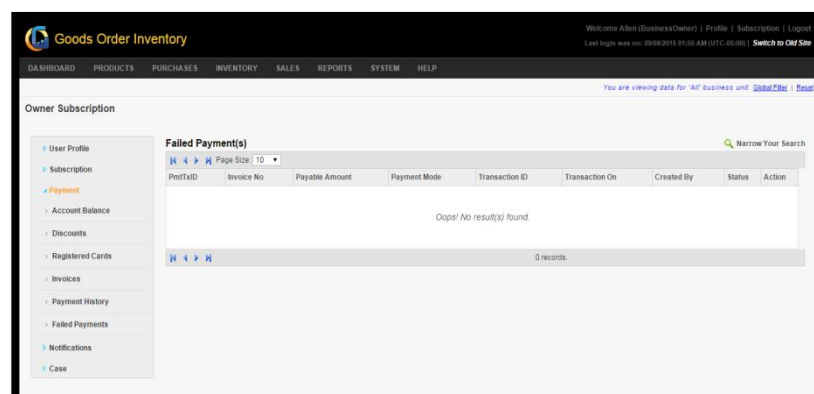 Goods Order Inventory
Welcome Allen (BusinessOwner) | Profile | Subscription | Logout
Last login was on: 09/08/2015 01:55 AM (UTC-05:00) | Switch to Old Site
DASHBOARD PRODUCTS PURCHASES INVENTORY SALES REPORTS SYSTEM HELP
You are viewing data for 'All' business unit. Global Filter | Reset
Owner Subscription
User Profile
Subscription
Payment
Account Balance
Discounts
Registered Cards
Invoices
Payment History
Failed Payments
Notifications
Case
Failed Payment(s)
Narrow Your Search
Page Size: 10
PmtTxID Invoice No Payable Amount Payment Mode Transaction ID Transaction On Created By Status Action
Oops! No result(s) found.
0 records.